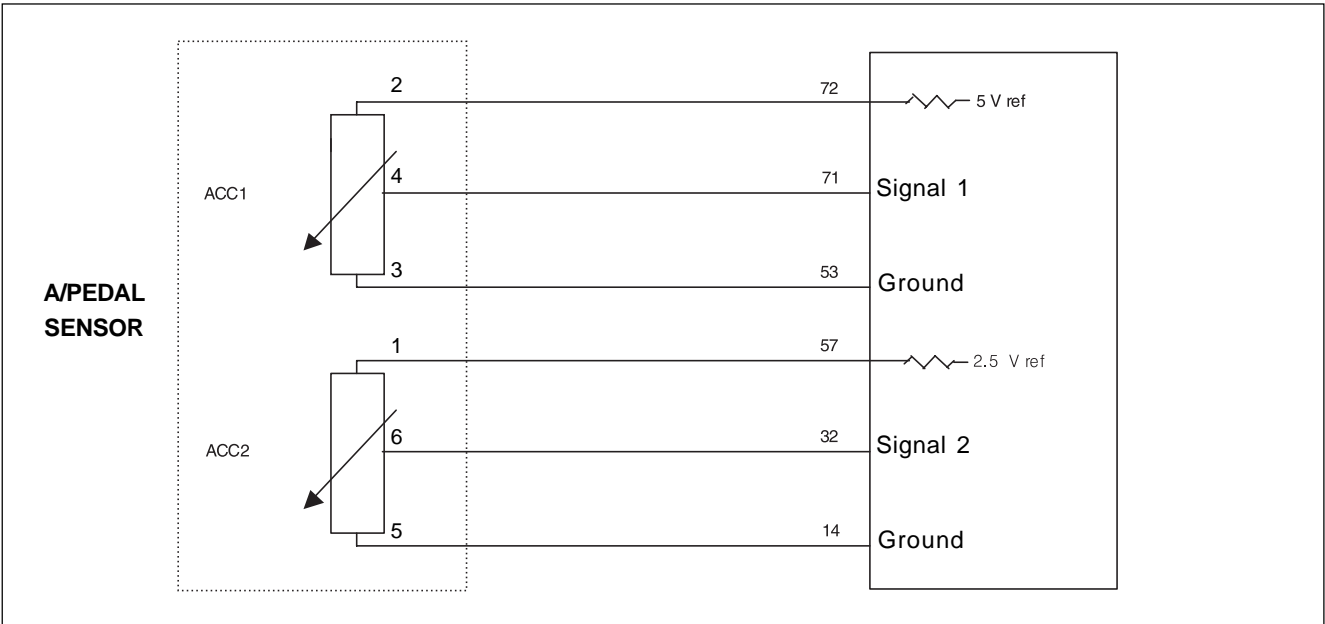 2 72 5 V ref
ACC1 4 71 Signal 1
3 53 Ground
A/PEDAL
SENSOR
1 57 2.5 V ref
ACC2 6 32 Signal 2
5 14 Ground